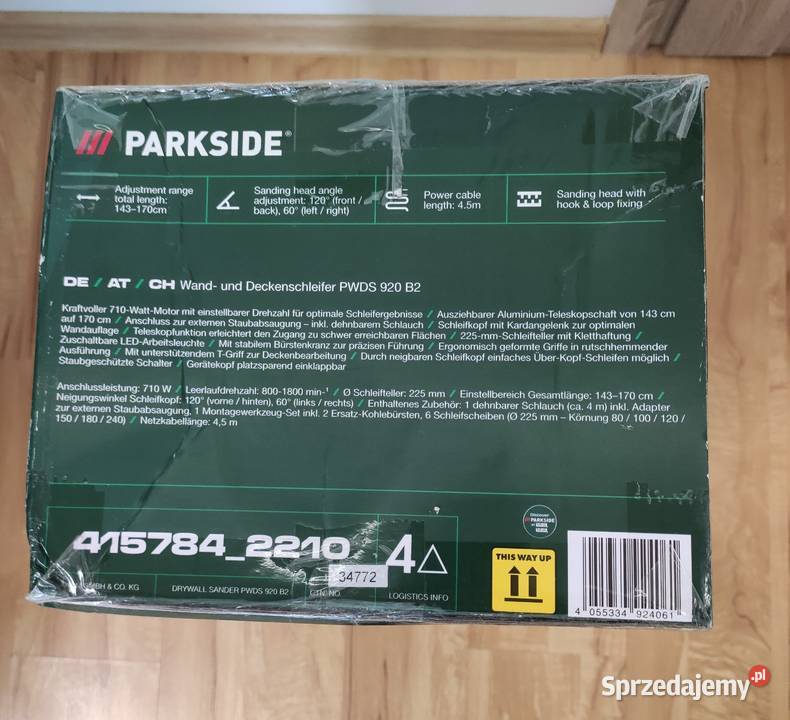 PARKSIDE®
Adjustment range
total length:
143–170cm
Sanding head angle
adjustment: 120° (front /
back), 60° (left / right)
Power cable
length: 4.5m
Sanding head with
hook & loop fixing
DE / AT / CH Wand- und Deckenschleifer PWDS 920 B2
Kraftvoller 710-Watt-Motor mit einstellbarer Drehzahl für optimale Schleifergebnisse / Ausziehbarer Aluminium-Teleskopschaft von 143 cm
auf 170 cm / Anschluss zur externen Staubabsaugung – inkl. dehnbarem Schlauch / Schleifkopf mit Kardangelenk zur optimalen
Wandauflage / Teleskopfunktion erleichtert den Zugang zu schwer erreichbaren Flächen / 225-mm-Schleifteller mit Kletthaftung /
Zuschaltbare LED-Arbeitsleuchte / Mit stabilem Bürstenkranz zur präzisen Führung / Ergonomisch geformte Griffe in rutschhemmender
Ausführung / Mit unterstützendem T-Griff zur Deckenbearbeitung / Durch neigbaren Schleifkopf einfaches Über-Kopf-Schleifen möglich /
Staubgeschützte Schalter / Gerätekopf platzsparend einklappbar
Anschlussleistung: 710 W / Leerlaufdrehzahl: 800-1800 min⁻¹ / Ø Schleifteller: 225 mm / Einstellbereich Gesamtlänge: 143–170 cm /
Neigungswinkel Schleifkopf: 120° (vorne / hinten), 60° (links / rechts) / Enthaltenes Zubehör: 1 dehnbarer Schlauch (ca. 4 m) inkl. Adapter
zur externen Staubabsaugung, 1 Montagewerkzeug-Set inkl. 2 Ersatz-Kohlebürsten, 6 Schleifscheiben (Ø 225 mm – Körnung 80 / 100 / 120 /
150 / 180 / 240) / Netzkabellänge: 4,5 m
415784_2210
34772
4
GMBH & CO. KG
DRYWALL SANDER PWDS 920 B2
CTN. NO.
LOGISTICS INFO
Discover
PARKSIDE
THIS WAY UP
4 055334 924061
Sprzedajemy.pl